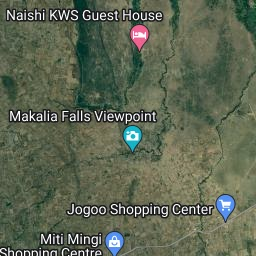 Naishi KWS Guest House
Makalia Falls Viewpoint
Jogoo Shopping Center
Miti Mingi
Shopping Centre